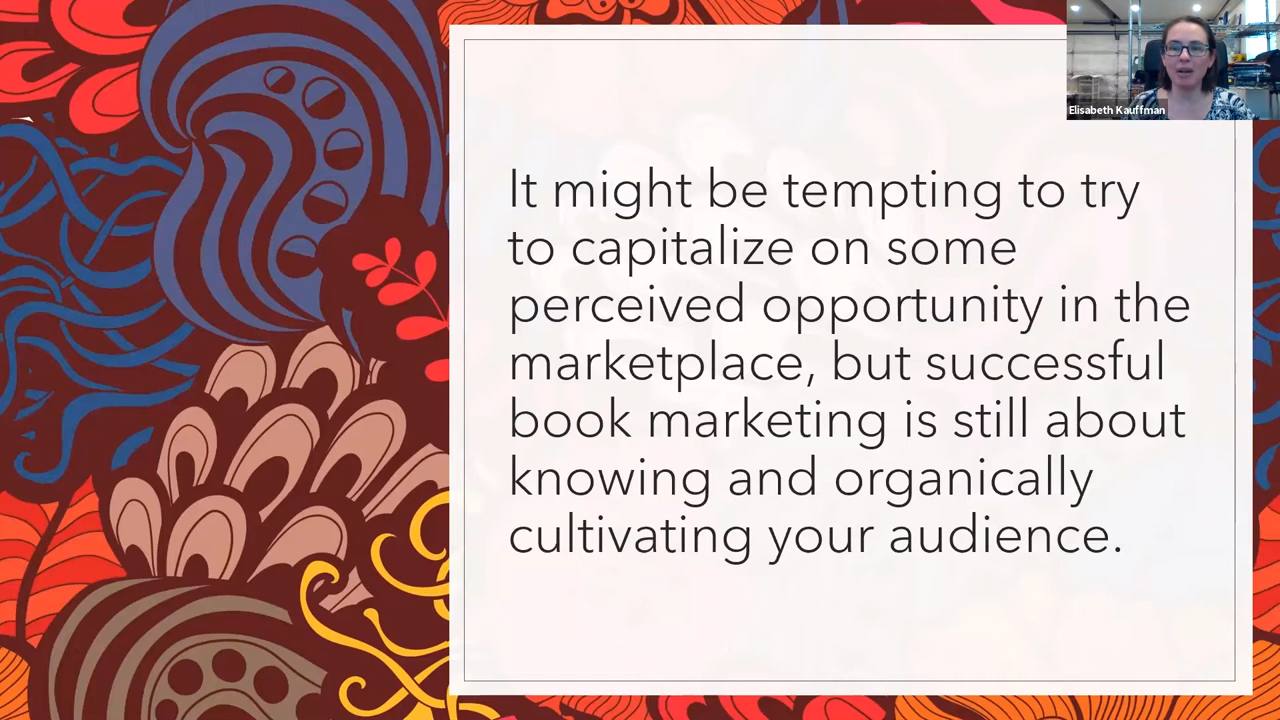 Elisabeth Kauffman
It might be tempting to try
to capitalize on some
perceived opportunity in the
marketplace, but successful
book marketing is still about
knowing and organically
cultivating your audience.